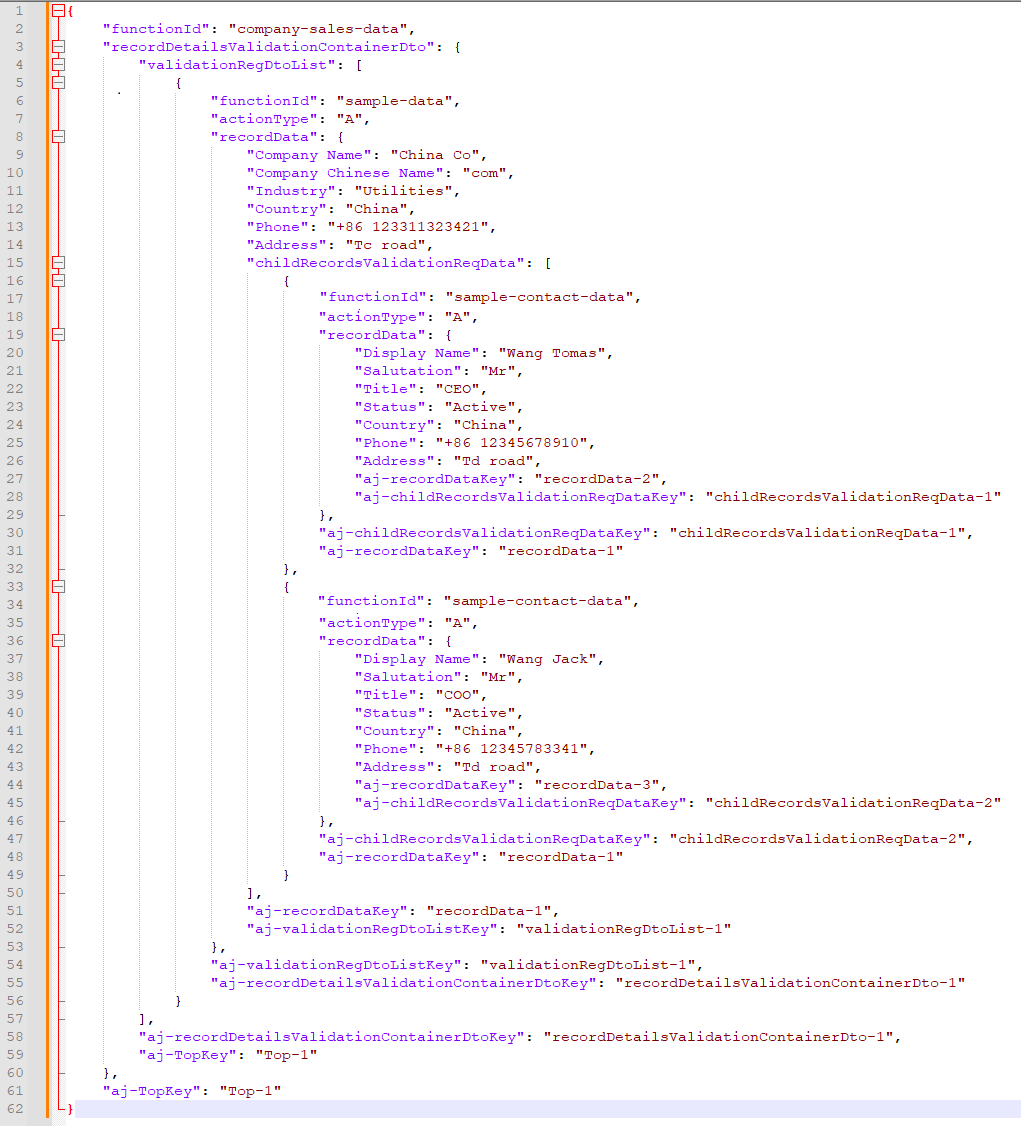 1 {
2 "functionId": "company-sales-data",
3 "recordDetailsValidationContainerDto": {
4 "validationRegDtoList": [
5 {
6 "functionId": "sample-data",
7 "actionType": "A",
8 "recordData": {
9 "Company Name": "China Co",
10 "Company Chinese Name": "com",
11 "Industry": "Utilities",
12 "Country": "China",
13 "Phone": "+86 123311323421",
14 "Address": "Tc road",
15 "childRecordsValidationReqData": [
16 {
17 "functionId": "sample-contact-data",
18 "actionType": "A",
19 "recordData": {
20 "Display Name": "Wang Tomas",
21 "Salutation": "Mr",
22 "Title": "CEO",
23 "Status": "Active",
24 "Country": "China",
25 "Phone": "+86 12345678910",
26 "Address": "Td road",
27 "aj-recordDataKey": "recordData-2",
28 "aj-childRecordsValidationReqDataKey": "childRecordsValidationReqData-1"
29 },
30 "aj-childRecordsValidationReqDataKey": "childRecordsValidationReqData-1",
31 "aj-recordDataKey": "recordData-1"
32 },
33 {
34 "functionId": "sample-contact-data",
35 "actionType": "A",
36 "recordData": {
37 "Display Name": "Wang Jack",
38 "Salutation": "Mr",
39 "Title": "COO",
40 "Status": "Active",
41 "Country": "China",
42 "Phone": "+86 12345783341",
43 "Address": "Td road",
44 "aj-recordDataKey": "recordData-3",
45 "aj-childRecordsValidationReqDataKey": "childRecordsValidationReqData-2"
46 },
47 "aj-childRecordsValidationReqDataKey": "childRecordsValidationReqData-2",
48 "aj-recordDataKey": "recordData-1"
49 }
50 ],
51 "aj-recordDataKey": "recordData-1",
52 "aj-validationRegDtoListKey": "validationRegDtoList-1"
53 },
54 "aj-validationRegDtoListKey": "validationRegDtoList-1",
55 "aj-recordDetailsValidationContainerDtoKey": "recordDetailsValidationContainerDto-1"
56 }
57 ],
58 "aj-recordDetailsValidationContainerDtoKey": "recordDetailsValidationContainerDto-1",
59 "aj-TopKey": "Top-1"
60 },
61 "aj-TopKey": "Top-1"
62 }